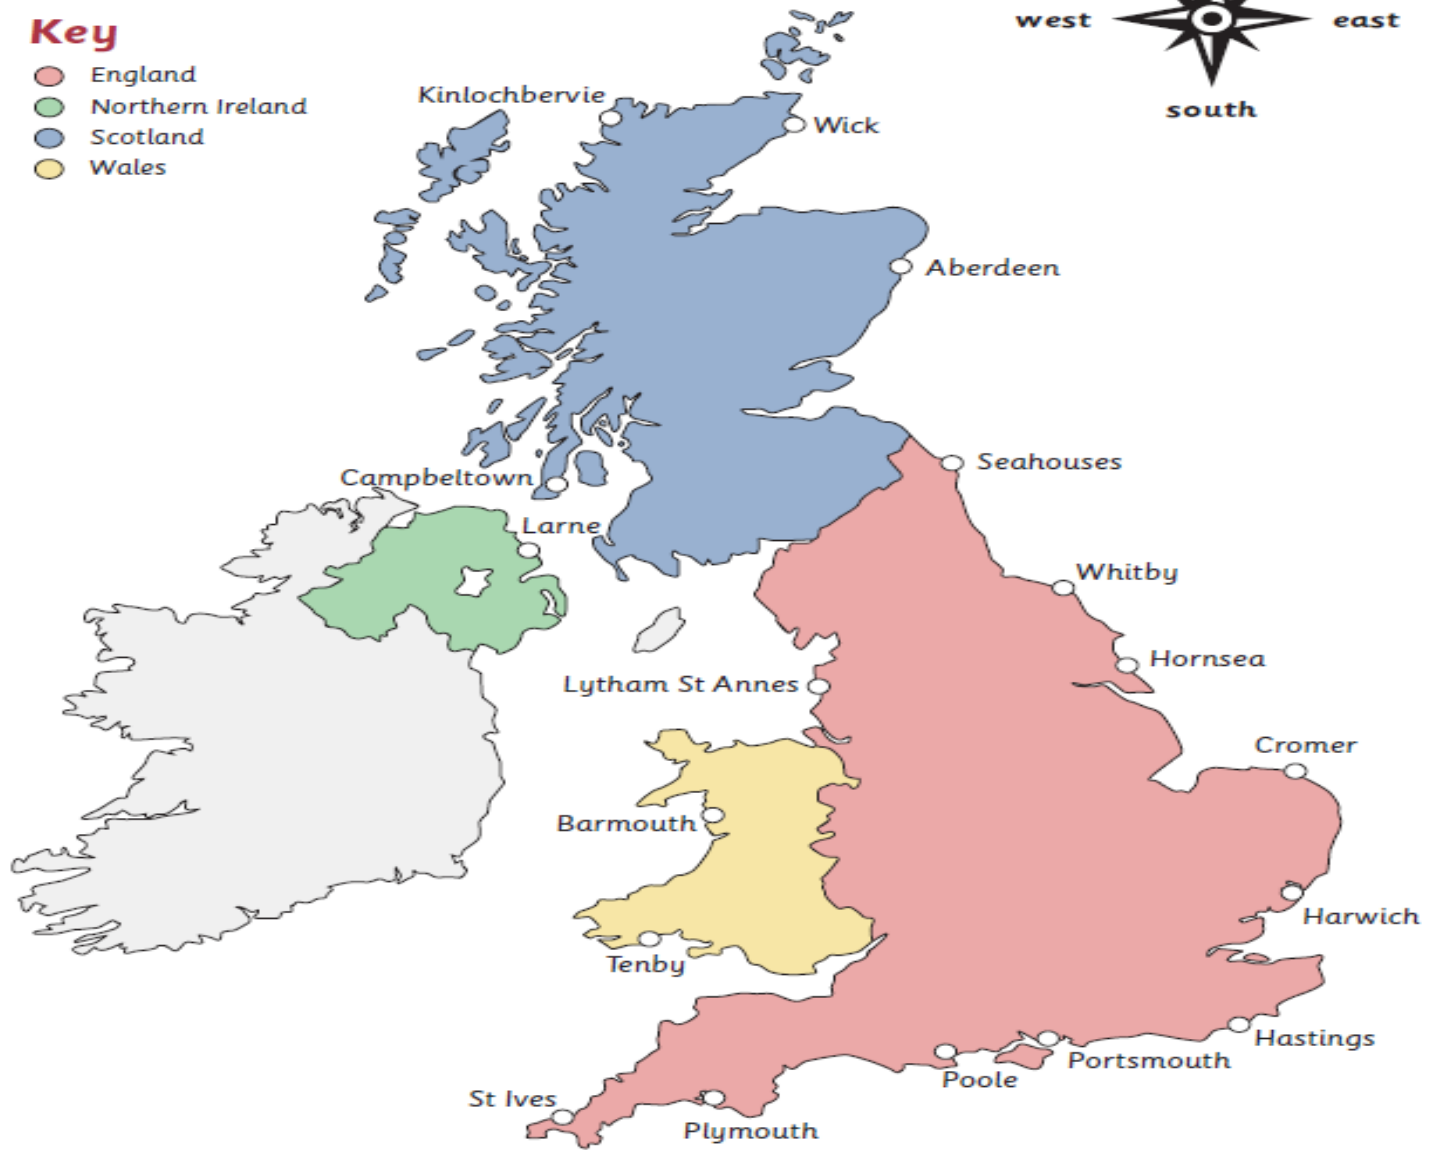 Key
England
Northern Ireland
Scotland
Wales
west
east
south
Kinlochbervie
Wick
Aberdeen
Seahouses
Campbeltown
Larne
Whitby
Hornsea
Lytham St Annes
Cromer
Barmouth
Harwich
Tenby
Hastings
Portsmouth
Poole
St Ives
Plymouth